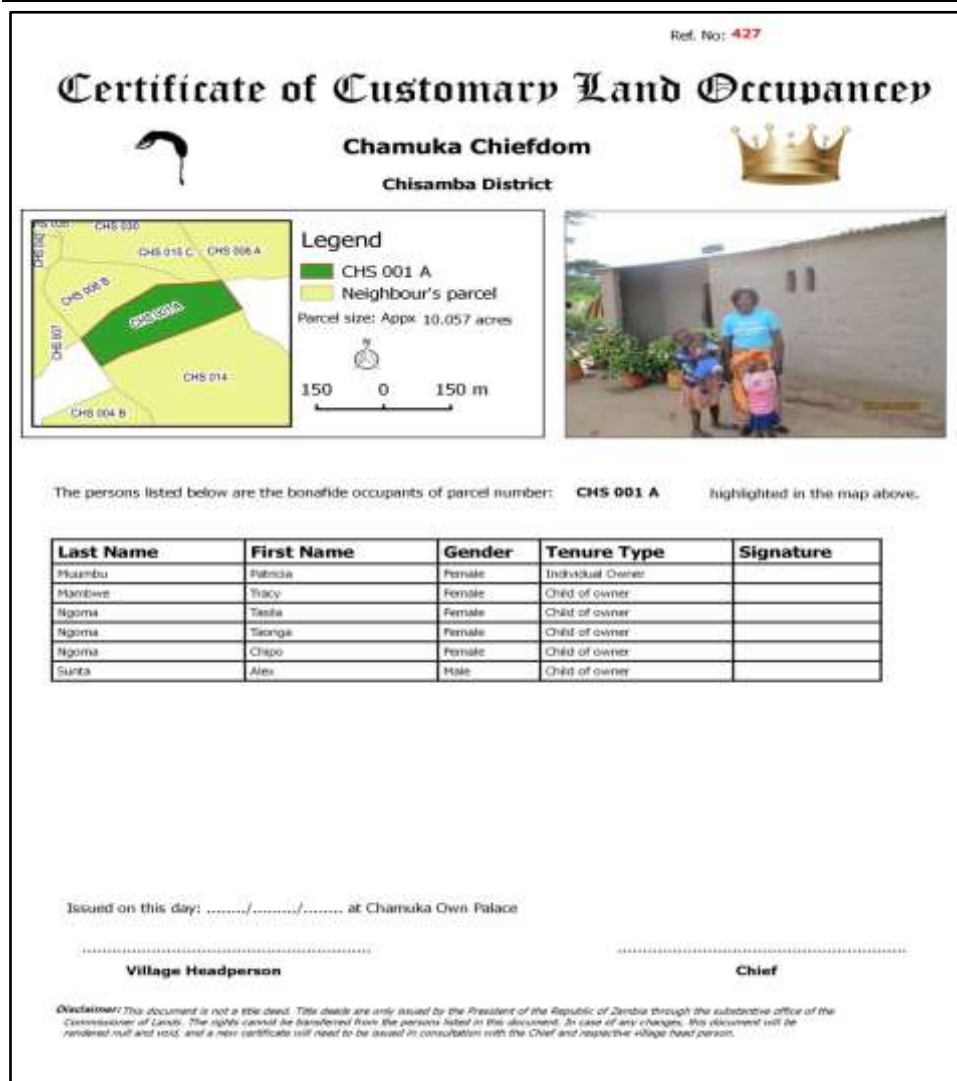 Ref. No: 427
Certificate of Customary Land Occupancey
Chamuka Chiefdom
Chisamba District
CHS 030
CHS 015 C
CHS 006 A
CHS 006 B
CHS 001 A
CHS 007
CHS 014
CHS 004 B
Legend
CHS 001 A
Neighbour's parcel
Parcel size: Appx 10.057 acres
N
150 0 150 m
The persons listed below are the bonafide occupants of parcel number: CHS 001 A highlighted in the map above.
Last Name First Name Gender Tenure Type Signature
Muumbu Patricia Female Individual Owner
Mambwe Tracy Female Child of owner
Ngoma Tasila Female Child of owner
Ngoma Taonga Female Child of owner
Ngoma Chipo Female Child of owner
Sunta Alex Male Child of owner
Issued on this day: ......../........./........ at Chamuka Own Palace
Village Headperson
Chief
Disclaimer: This document is not a title deed. Title deeds are only issued by the President of the Republic of Zambia through the substantive office of the
Commissioner of Lands. The rights cannot be transferred from the persons listed in this document. In case of any changes, this document will be
rendered null and void, and a new certificate will need to be issued in consultation with the Chief and respective village head person.